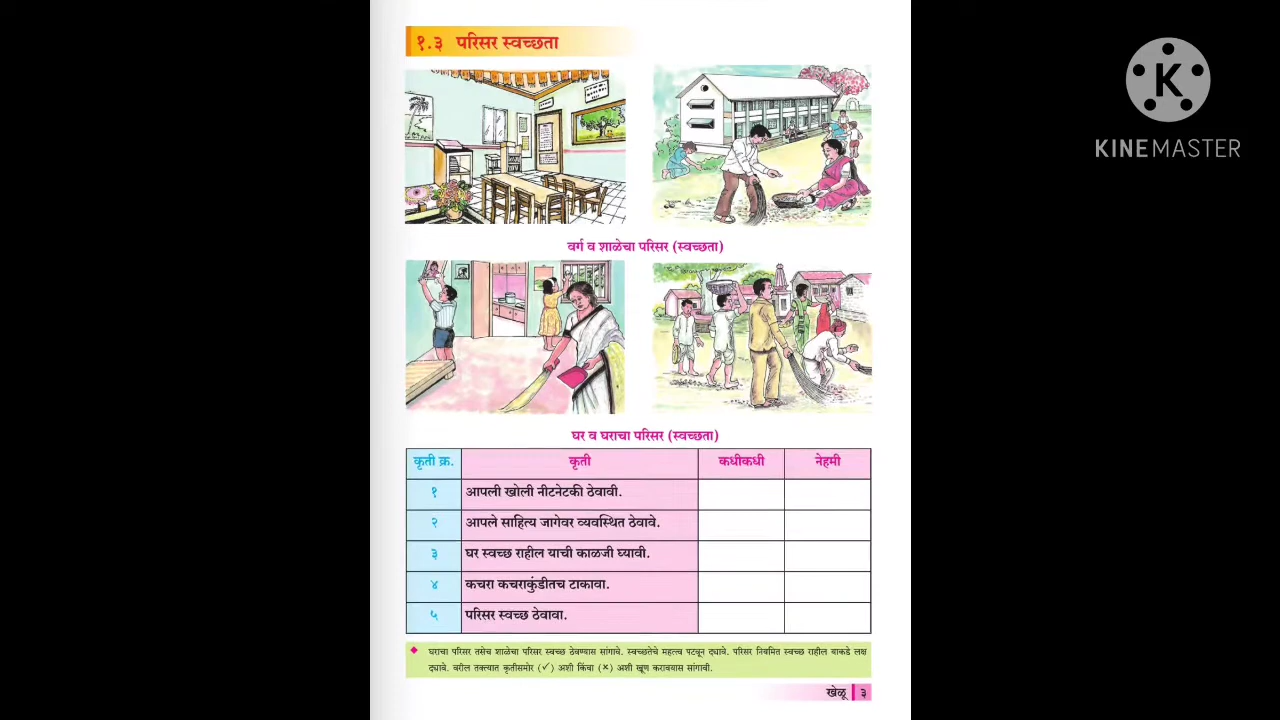 १.३ परिसर स्वच्छता
K
KINEMASTER
वर्ग व शाळेचा परिसर (स्वच्छता)
घर व घराचा परिसर (स्वच्छता)
कृती क्र. कृती कधीकधी नेहमी
१ आपली खोली नीटनेटकी ठेवावी.
२ आपले साहित्य जागेवर व्यवस्थित ठेवावे.
३ घर स्वच्छ राहील याची काळजी घ्यावी.
४ कचरा कचराकुंडीतच टाकावा.
५ परिसर स्वच्छ ठेवावा.
◆ घराचा परिसर तसेच शाळेचा परिसर स्वच्छ ठेवण्यास सांगावे. स्वच्छतेचे महत्व पटवून द्यावे. परिसर नियमित स्वच्छ राहील याकडे लक्ष
द्यावे. वरील तक्त्यात कृतीसमोर (✓) अशी किंवा (×) अशी खूण करावयास सांगावी.
खेळू ३